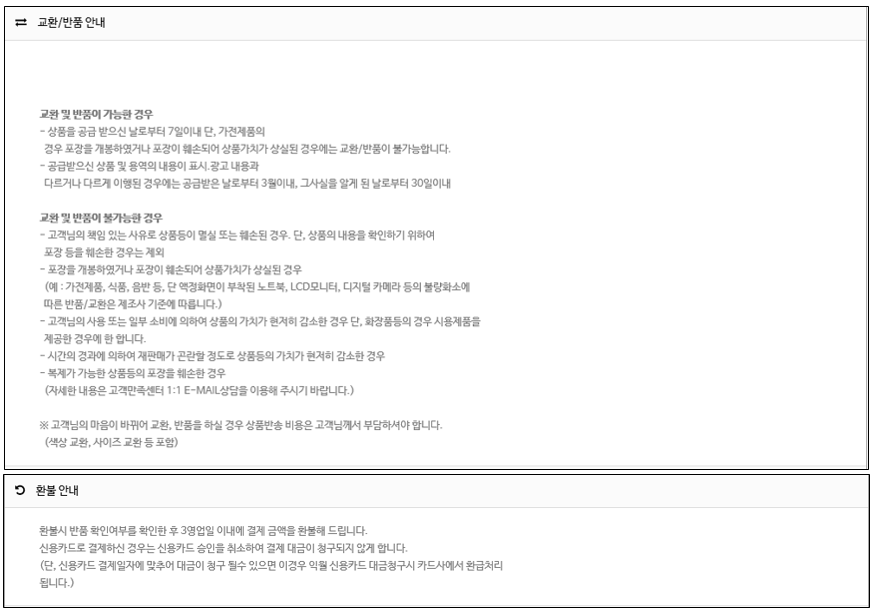 교환/반품 안내
교환 및 반품이 가능한 경우
- 상품을 공급 받으신 날로부터 7일이내 단, 가전제품의
경우 포장을 개봉하였거나 포장이 훼손되어 상품가치가 상실된 경우에는 교환/반품이 불가능합니다.
- 공급받으신 상품 및 용역의 내용이 표시.광고 내용과
다르거나 다르게 이행된 경우에는 공급받은 날로부터 3월이내, 그사실을 알게 된 날로부터 30일이내
교환 및 반품이 불가능한 경우
- 고객님의 책임 있는 사유로 상품등이 멸실 또는 훼손된 경우. 단, 상품의 내용을 확인하기 위하여
포장 등을 훼손한 경우는 제외
- 포장을 개봉하였거나 포장이 훼손되어 상품가치가 상실된 경우
(예 : 가전제품, 식품, 음반 등, 단 액정화면이 부착된 노트북, LCD모니터, 디지털 카메라 등의 불량화소에
따른 반품/교환은 제조사 기준에 따릅니다.)
- 고객님의 사용 또는 일부 소비에 의하여 상품의 가치가 현저히 감소한 경우 단, 화장품등의 경우 시용제품을
제공한 경우에 한 합니다.
- 시간의 경과에 의하여 재판매가 곤란할 정도로 상품등의 가치가 현저히 감소한 경우
- 복제가 가능한 상품등의 포장을 훼손한 경우
(자세한 내용은 고객만족센터 1:1 E-MAIL상담을 이용해 주시기 바랍니다.)
※ 고객님의 마음이 바뀌어 교환, 반품을 하실 경우 상품반송 비용은 고객님께서 부담하셔야 합니다.
(색상 교환, 사이즈 교환 등 포함)
환불 안내
환불시 반품 확인여부를 확인한 후 3영업일 이내에 결제 금액을 환불해 드립니다.
신용카드로 결제하신 경우는 신용카드 승인을 취소하여 결제 대금이 청구되지 않게 합니다.
(단, 신용카드 결제일자에 맞추어 대금이 청구 될수 있으면 이경우 익월 신용카드 대금청구시 카드사에서 환급처리
됩니다.)